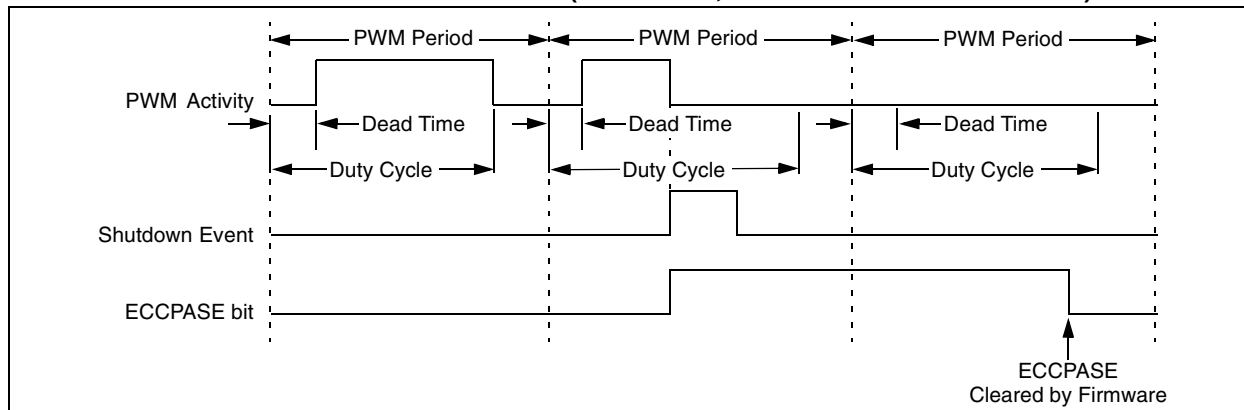 PWM Period PWM Period PWM Period
PWM Activity
Dead Time Dead Time Dead Time
Duty Cycle Duty Cycle Duty Cycle
Shutdown Event
ECCPASE bit
ECCPASE
Cleared by Firmware